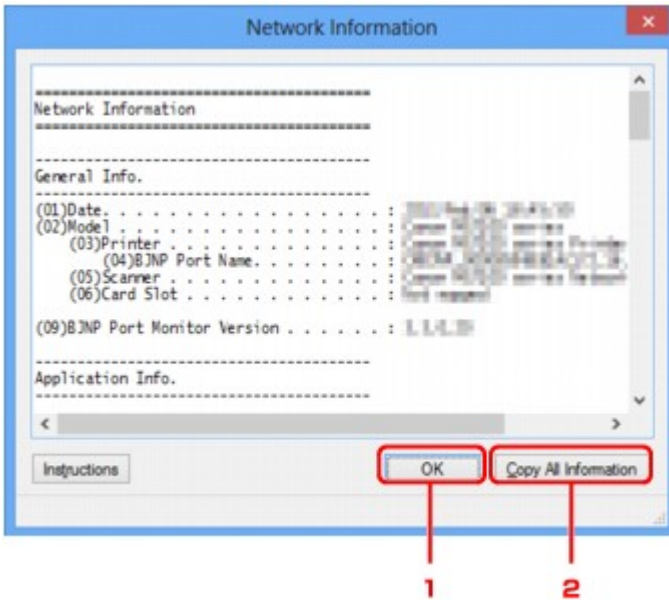 Network Information
============================================
Network Information
============================================
--------------------------------------------
General Info.
--------------------------------------------
(01)Date. . . . . . . . . . . . . . . . . :
(02)Model . . . . . . . . . . . . . . . . :
(03)Printer . . . . . . . . . . . . . :
(04)BJNP Port Name. . . . . . . . :
(05)Scanner . . . . . . . . . . . . . :
(06)Card Slot . . . . . . . . . . . . :
(09)BJNP Port Monitor Version . . . . . . :
--------------------------------------------
Application Info.
--------------------------------------------
Instructions OK Copy All Information
1 2